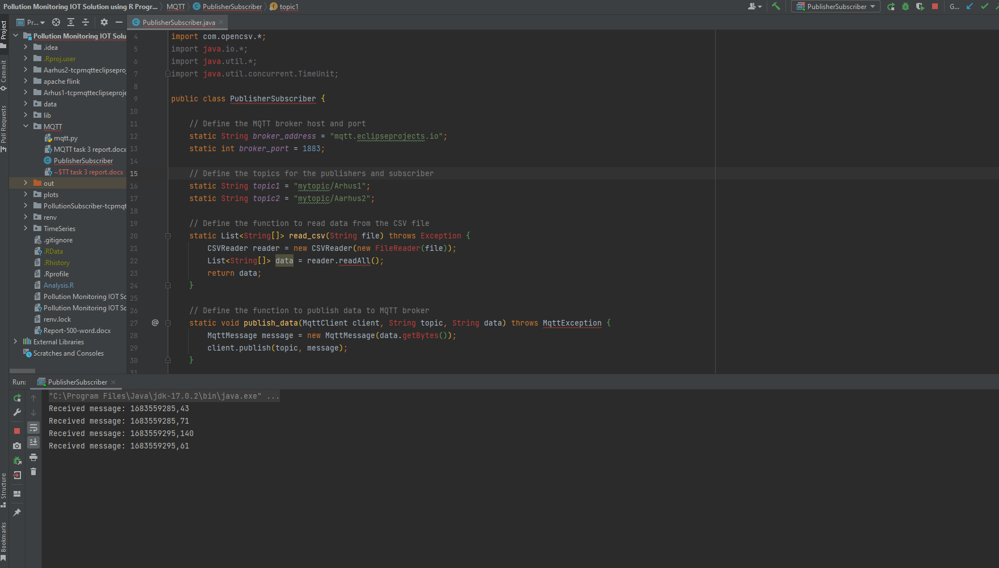 Pollution Monitoring IOT Solution using R Progr... MQTT PublisherSubscriber topic1
PublisherSubscriber G...
Project
Commit
Pull Requests
Structure
Bookmarks
Pr...
Pollution Monitoring IOT Solu
.idea
.Rproj.user
Aarhus2-tcpmqtteclipseproj
apache flink
Arhus1-tcpmqtteclipseproje
data
lib
MQTT
mqtt.py
MQTT task 3 report.docx
PublisherSubscriber
~$TT task 3 report.docx
out
plots
PollutionSubscriber-tcpmqt
renv
TimeSeries
.gitignore
.RData
.Rhistory
.Rprofile
Analysis.R
Pollution Monitoring IOT Sc
Pollution Monitoring IOT Sc
renv.lock
Report-500-word.docx
External Libraries
Scratches and Consoles
PublisherSubscriber.java
4 import com.opencsv.*;
5 import java.io.*;
6 import java.util.*;
7 import java.util.concurrent.TimeUnit;
8
9 public class PublisherSubscriber {
10
11 // Define the MQTT broker host and port
12 static String broker_address = "mqtt.eclipseprojects.io";
13 static int broker_port = 1883;
14
15 // Define the topics for the publishers and subscriber
16 static String topic1 = "mytopic/Arhus1";
17 static String topic2 = "mytopic/Aarhus2";
18
19 // Define the function to read data from the CSV file
20 static List<String[]> read_csv(String file) throws Exception {
21 CSVReader reader = new CSVReader(new FileReader(file));
22 List<String[]> data = reader.readAll();
23 return data;
24 }
25
26 // Define the function to publish data to MQTT broker
27 @ static void publish_data(MqttClient client, String topic, String data) throws MqttException {
28 MqttMessage message = new MqttMessage(data.getBytes());
29 client.publish(topic, message);
30 }
31
Run: PublisherSubscriber
"C:\Program Files\Java\jdk-17.0.2\bin\java.exe" ...
Received message: 1683559285,43
Received message: 1683559285,71
Received message: 1683559295,140
Received message: 1683559295,61